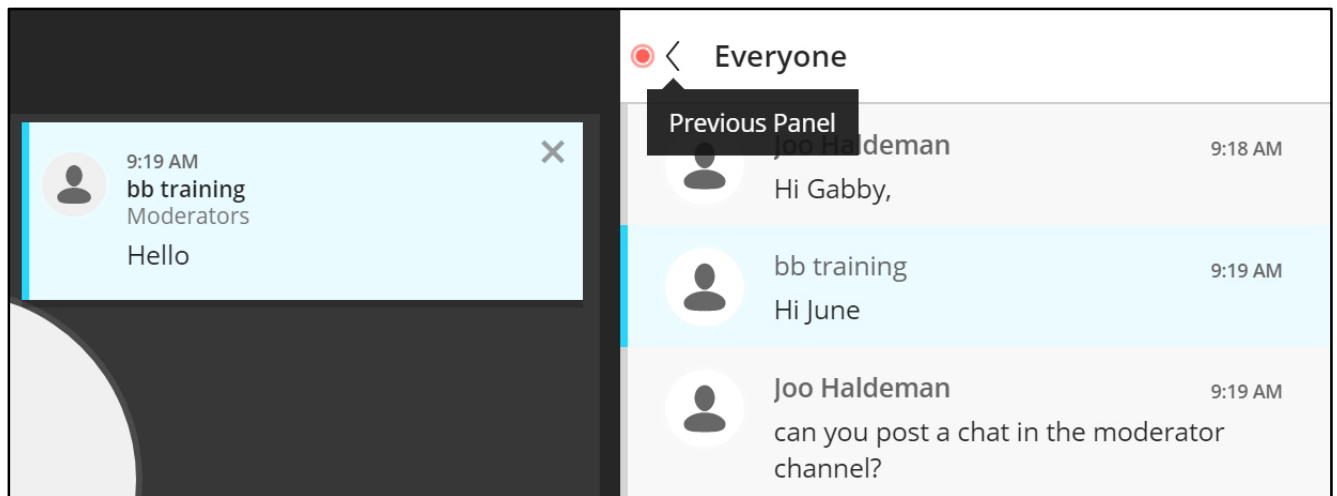 9:19 AM
bb training
Moderators
Hello
Everyone
Previous Panel
Joo Haldeman
9:18 AM
Hi Gabby,
bb training
9:19 AM
Hi June
Joo Haldeman
9:19 AM
can you post a chat in the moderator
channel?